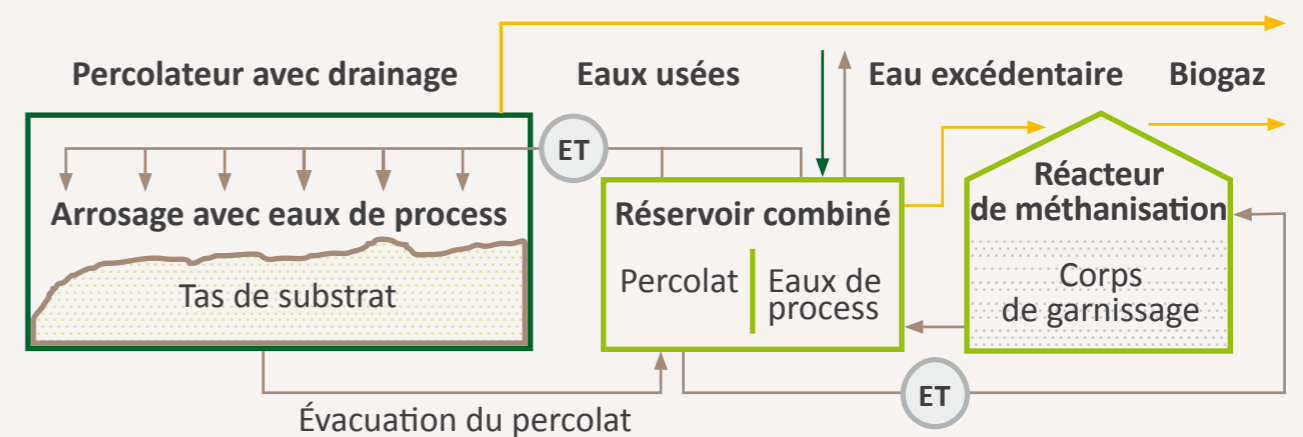 Percolateur avec drainage
Eaux usées
Eau excédentaire
Biogaz
ET
Arrosage avec eaux de process
Tas de substrat
Réservoir combiné
Percolat
Eaux de
process
Réacteur
de méthanisation
Corps
de garnissage
ET
Évacuation du percolat